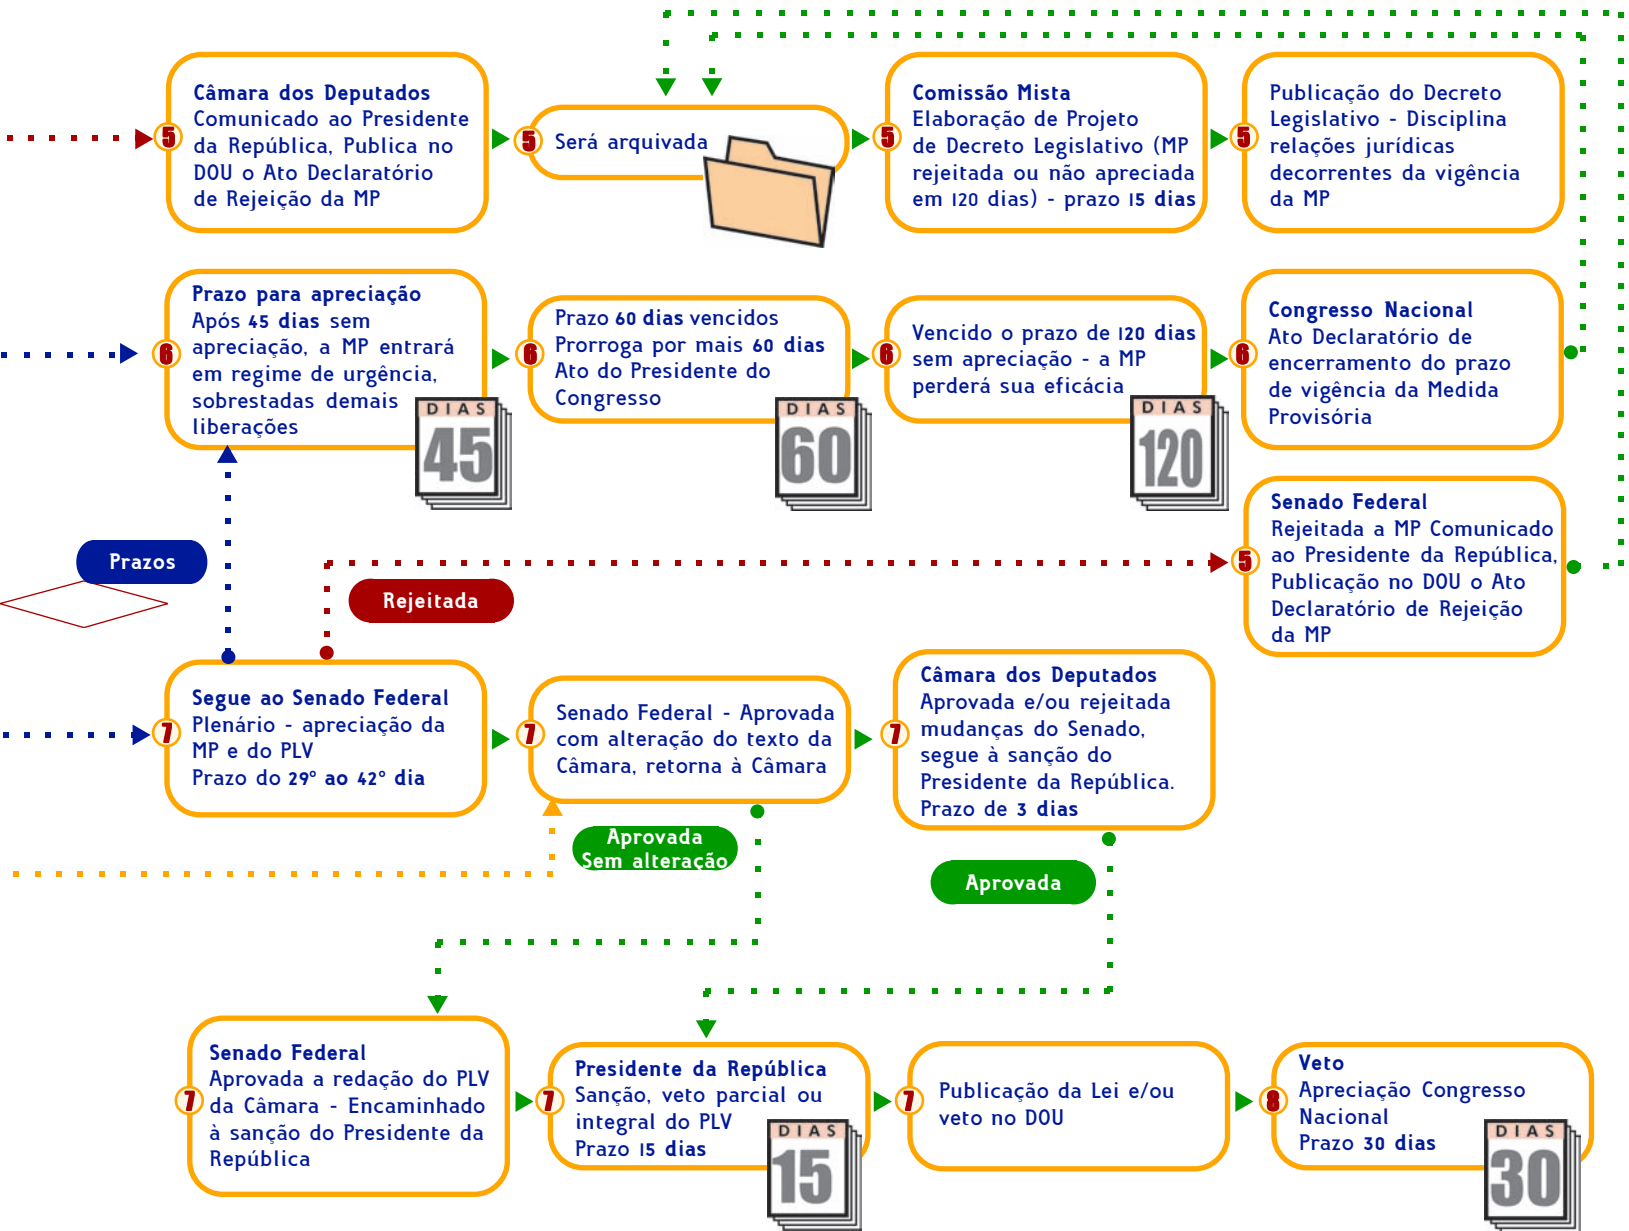 5
Câmara dos Deputados
Comunicado ao Presidente
da República, Publica no
DOU o Ato Declaratório
de Rejeição da MP
5
Será arquivada
5
Comissão Mista
Elaboração de Projeto
de Decreto Legislativo (MP
rejeitada ou não apreciada
em 120 dias) - prazo 15 dias
5
Publicação do Decreto
Legislativo - Disciplina
relações jurídicas
decorrentes da vigência
da MP
6
Prazo para apreciação
Após 45 dias sem
apreciação, a MP entrará
em regime de urgência,
sobrestadas demais
liberações
DIAS
45
6
Prazo 60 dias vencidos
Prorroga por mais 60 dias
Ato do Presidente do
Congresso
DIAS
60
6
Vencido o prazo de 120 dias
sem apreciação - a MP
perderá sua eficácia
DIAS
120
6
Congresso Nacional
Ato Declaratório de
encerramento do prazo
de vigência da Medida
Provisória
5
Senado Federal
Rejeitada a MP Comunicado
ao Presidente da República,
Publicação no DOU o Ato
Declaratório de Rejeição
da MP
Prazos
Rejeitada
7
Segue ao Senado Federal
Plenário - apreciação da
MP e do PLV
Prazo do 29º ao 42º dia
7
Senado Federal - Aprovada
com alteração do texto da
Câmara, retorna à Câmara
7
Câmara dos Deputados
Aprovada e/ou rejeitada
mudanças do Senado,
segue à sanção do
Presidente da República.
Prazo de 3 dias
Aprovada
Sem alteração
Aprovada
7
Senado Federal
Aprovada a redação do PLV
da Câmara - Encaminhado
à sanção do Presidente da
República
7
Presidente da República
Sanção, veto parcial ou
integral do PLV
Prazo 15 dias
DIAS
15
7
Publicação da Lei e/ou
veto no DOU
8
Veto
Apreciação Congresso
Nacional
Prazo 30 dias
DIAS
30